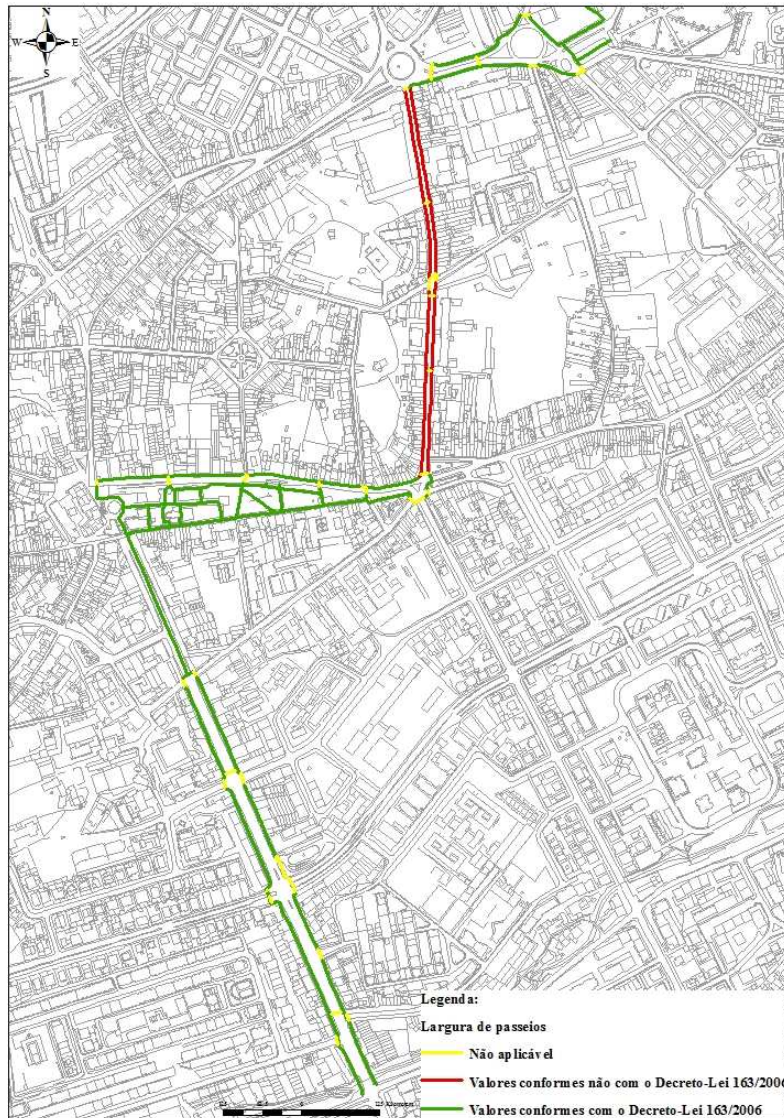 N
W E
S
Legenda:
Largura de passeios
Não aplicável
Valores conformes não com o Decreto-Lei 163/2006
Valores conformes com o Decreto-Lei 163/2006